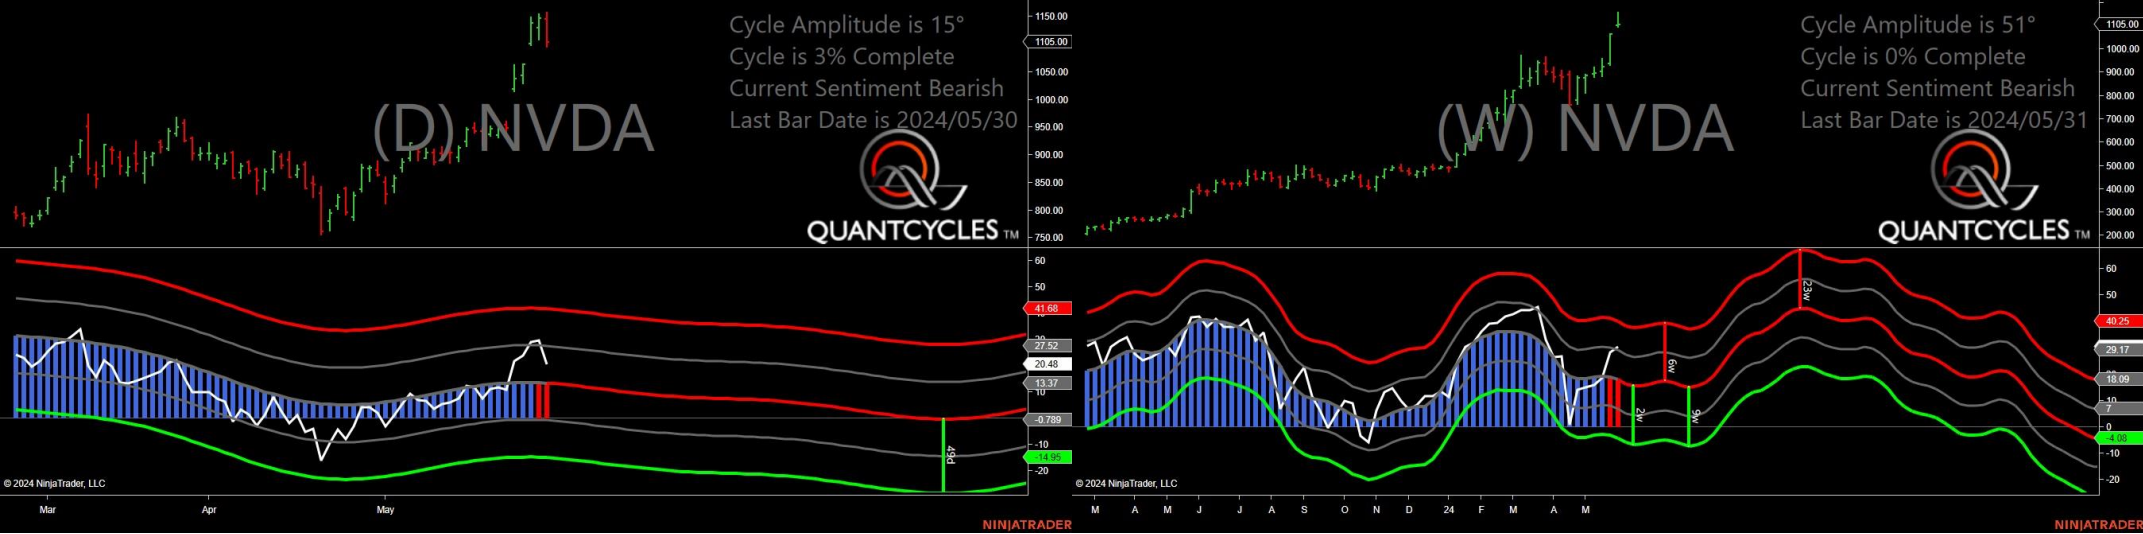 Cycle Amplitude is 15°
Cycle is 3% Complete
Current Sentiment Bearish
Last Bar Date is 2024/05/30
(D) NVDA
QUANTCYCLES TM
1150.00
1105.00
1050.00
1000.00
950.00
900.00
850.00
800.00
750.00
60
50
41.68
27.52
20.48
13.37
10
-0.789
-10
-14.95
-20
49d
© 2024 NinjaTrader, LLC
Mar Apr May
NINJATRADER
Cycle Amplitude is 51°
Cycle is 0% Complete
Current Sentiment Bearish
Last Bar Date is 2024/05/31
(W) NVDA
QUANTCYCLES TM
1105.00
1000.00
900.00
800.00
700.00
600.00
500.00
400.00
300.00
200.00
60
50
40.25
29.17
18.09
10
7
0
-4.08
-10
-20
2w
6w
9w
23w
© 2024 NinjaTrader, LLC
M A M J J A S O N D 24 F M A M
NINJATRADER